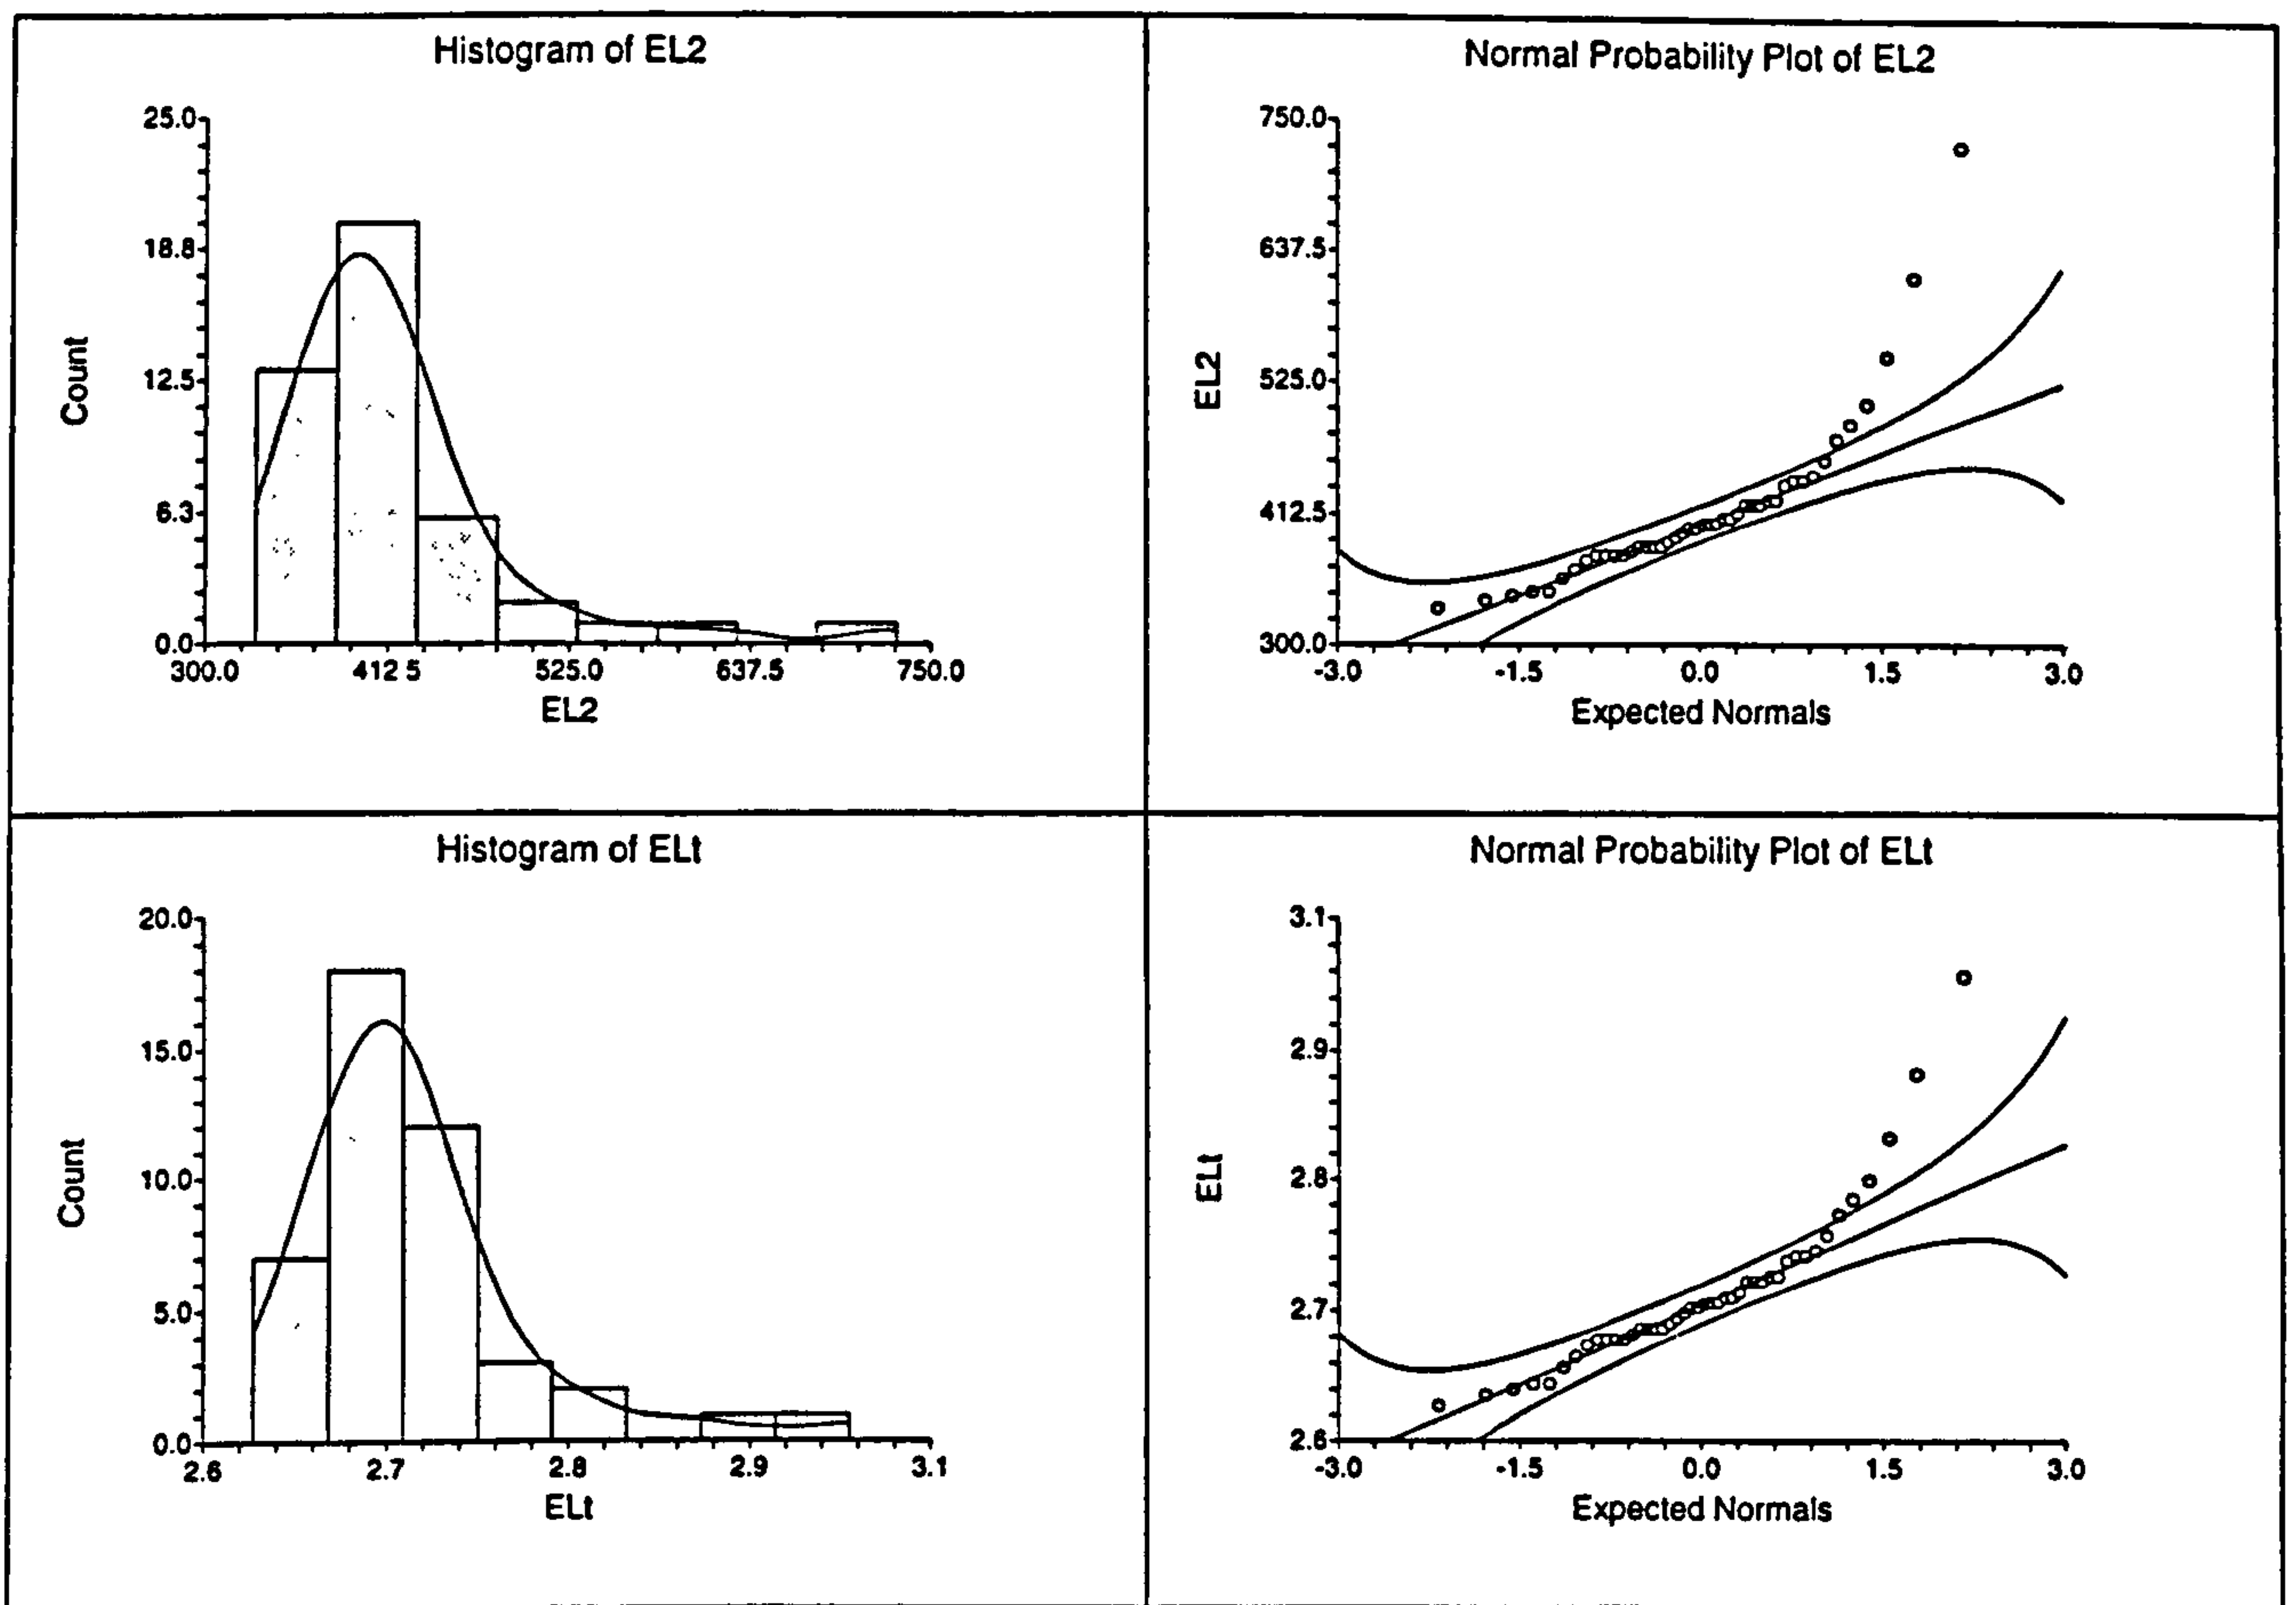 Histogram of EL2
25.0
18.8
12.5
6.3
0.0
Count
300.0 412 5 525.0 637.5 750.0
EL2
Normal Probability Plot of EL2
750.0
637.5
525.0
412.5
300.0
EL2
-3.0 -1.5 0.0 1.5 3.0
Expected Normals
Histogram of ELt
20.0
15.0
10.0
5.0
0.0
Count
2.6 2.7 2.8 2.9 3.1
ELt
Normal Probability Plot of ELt
3.1
2.9
2.8
2.7
2.6
ELt
-3.0 -1.5 0.0 1.5 3.0
Expected Normals